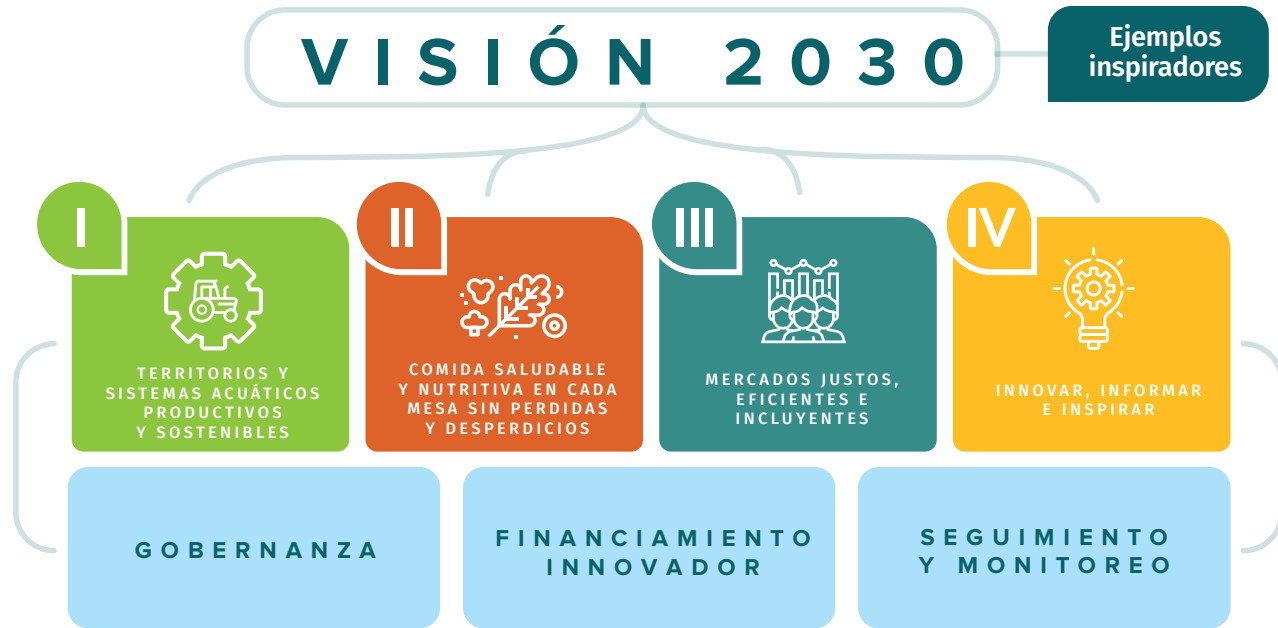 VISIÓN 2030
Ejemplos
inspiradores
I
TERRITORIOS Y
SISTEMAS ACUÁTICOS
PRODUCTIVOS
Y SOSTENIBLES
II
COMIDA SALUDABLE
Y NUTRITIVA EN CADA
MESA SIN PERDIDAS
Y DESPERDICIOS
III
MERCADOS JUSTOS,
EFICIENTES E
INCLUYENTES
IV
INNOVAR, INFORMAR
E INSPIRAR
GOBERNANZA
FINANCIAMIENTO
INNOVADOR
SEGUIMIENTO
Y MONITOREO